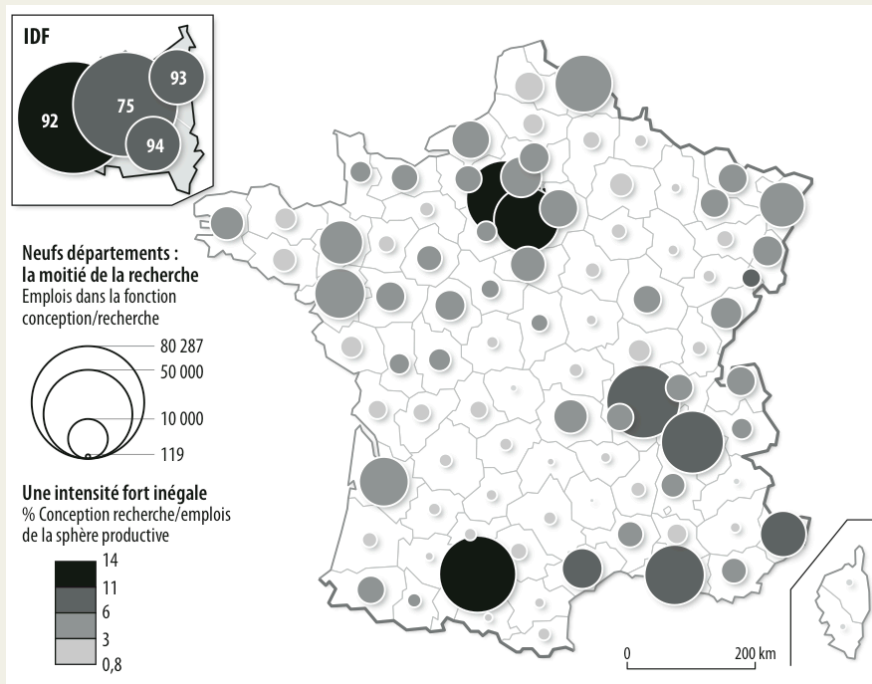 IDF
92
75
93
94
Neufs départements :
la moitié de la recherche
Emplois dans la fonction
conception/recherche
80 287
50 000
10 000
119
Une intensité fort inégale
% Conception recherche/emplois
de la sphère productive
14
11
6
3
0,8
0 200 km